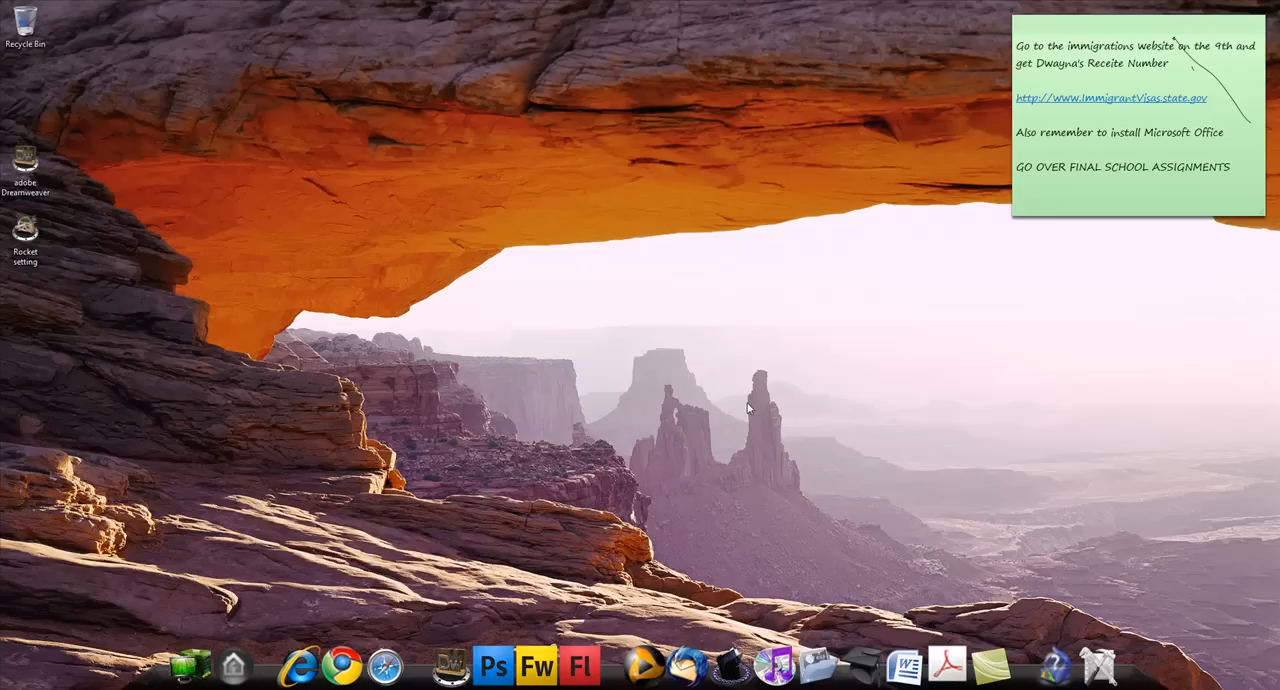 Recycle Bin
Go to the immigrations Website on the 9th and
get Dwayna's Receite Number
http://www.ImmigrantVisas.state.gov
Also remember to install Microsoft Office
GO OVER FINAL SCHOOL ASSIGNMENTS
adobe
Dreamweaver
Rocket
setting
Dw
Ps
Fw
Fl
W
?